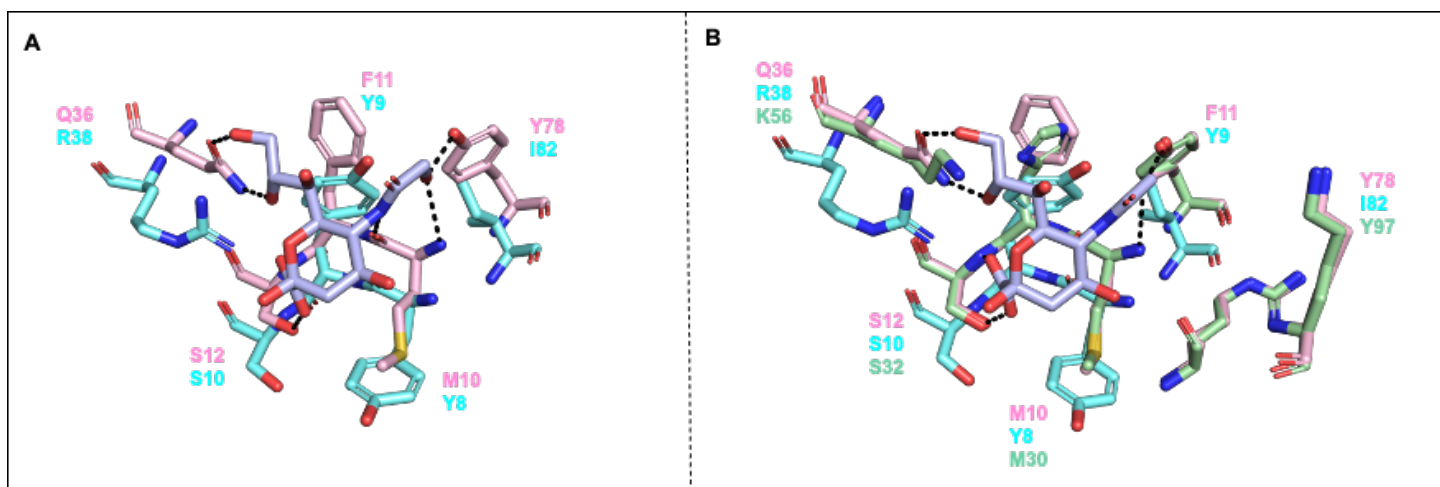 A
F11
Y9
Q36
R38
Y78
I82
S12
S10
M10
Y8
B
Q36
R38
K56
F11
Y9
Y78
I82
Y97
S12
S10
S32
M10
Y8
M30